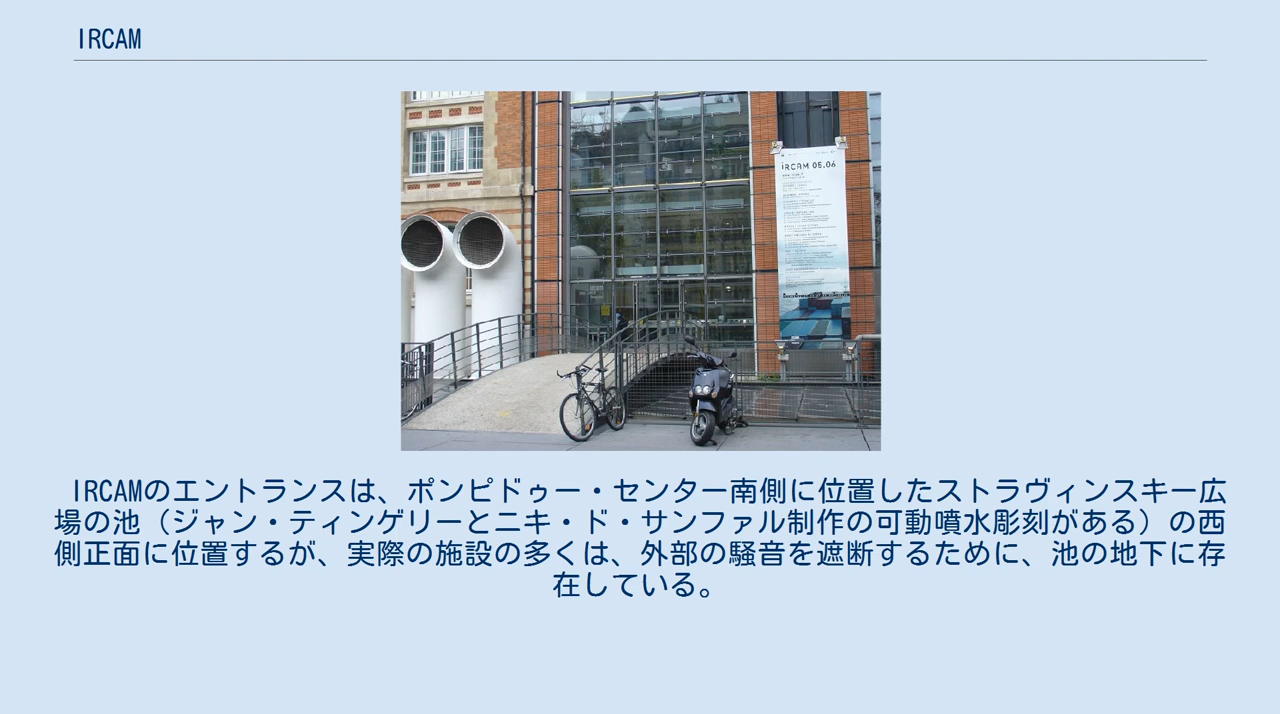 IRCAM
IRCAM 05.06
IRCAMのエントランスは、ポンピドゥー・センター南側に位置したストラヴィンスキー広
場の池（ジャン・ティンゲリーとニキ・ド・サンファル制作の可動噴水彫刻がある）の西
側正面に位置するが、実際の施設の多くは、外部の騒音を遮断するために、池の地下に存
在している。